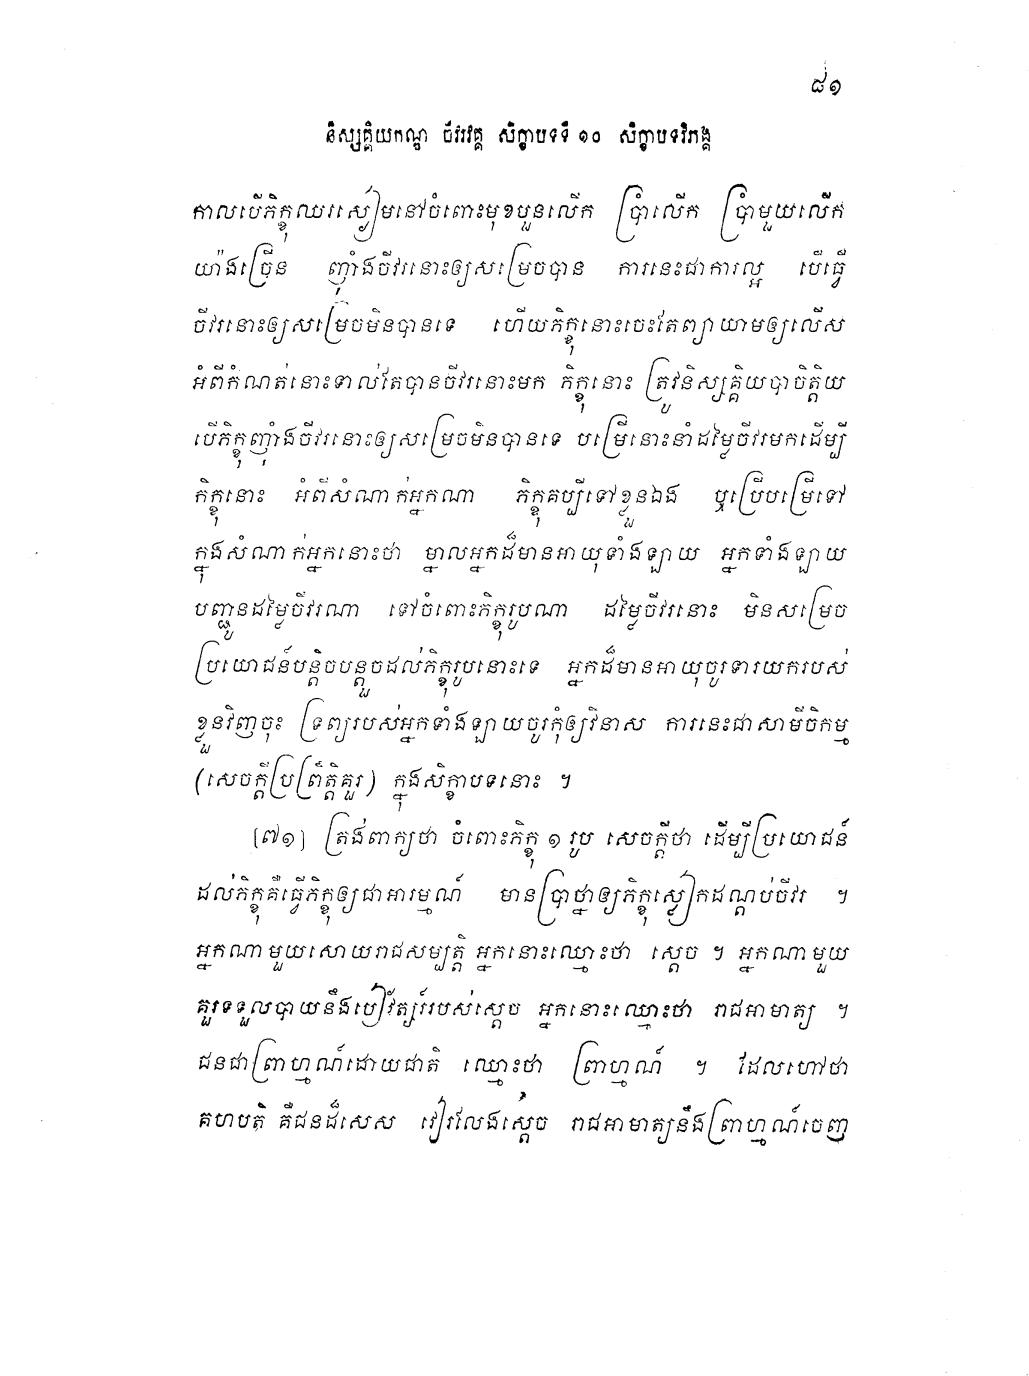 ៨១
និស្សគ្គិយកណ្ឌ ចីវរវគ្គ សិក្ខាបទទី ១០ សិក្ខាបទវិភង្គ
កាលបើភិក្ខុឈរស្ងៀមនៅចំពោះមុខបួនលើក ប្រាំលើក ប្រាំមួយលើក
យ៉ាងច្រើន ញ៉ាំងចីវរនោះឲ្យសម្រេចបាន ការនេះជាការល្អ បើធ្វើ
ចីវរនោះឲ្យសម្រេចមិនបានទេ ហើយភិក្ខុនោះចេះតែព្យាយាមឲ្យលើស
អំពីកំណត់នោះទាល់តែបានចីវរនោះមក ភិក្ខុនោះ ត្រូវនិស្សគ្គិយបាចិត្តិយ
បើភិក្ខុញ៉ាំងចីវរនោះឲ្យសម្រេចមិនបានទេ បម្រើនោះនាំដម្លៃចីវរមកដើម្បី
ភិក្ខុនោះ អំពីសំណាក់អ្នកណា ភិក្ខុគប្បីទៅខ្លួនឯង ឬប្រើបម្រើទៅ
ក្នុងសំណាក់អ្នកនោះថា ម្នាលអ្នកដ៏មានអាយុទាំងឡាយ អ្នកទាំងឡាយ
បញ្ជូនដម្លៃចីវរណា ទៅចំពោះភិក្ខុរូបណា ដម្លៃចីវរនោះ មិនសម្រេច
ប្រយោជន៍បន្តិចបន្តួចដល់ភិក្ខុរូបនោះទេ អ្នកដ៏មានអាយុចូរទារយករបស់
ខ្លួនវិញចុះ ទ្រព្យរបស់អ្នកទាំងឡាយចូរកុំឲ្យវិនាស ការនេះជាសាមីចិកម្ម
(សេចក្តីប្រព្រឹត្តិគួរ) ក្នុងសិក្ខាបទនោះ ។
[៧១] ត្រង់ពាក្យថា ចំពោះភិក្ខុ ១ រូប សេចក្តីថា ដើម្បីប្រយោជន៍
ដល់ភិក្ខុគឺធ្វើភិក្ខុឲ្យជាអារម្មណ៍ មានប្រាថ្នាឲ្យភិក្ខុស្លៀកដណ្តប់ចីវរ ។
អ្នកណាមួយសោយរាជសម្បត្តិ អ្នកនោះឈ្មោះថា ស្តេច ។ អ្នកណាមួយ
គួរទទួលបាយនឹងបៀវ័ត្សរ៍របស់ស្តេច អ្នកនោះឈ្មោះថា រាជអាមាត្យ ។
ជនជាព្រាហ្មណ៍ដោយជាតិ ឈ្មោះថា ព្រាហ្មណ៍ ។ ដែលហៅថា
គហបតិ គឺជនដ៏សេស វៀរលែងស្តេច រាជអាមាត្យនឹងព្រាហ្មណ៍ចេញ